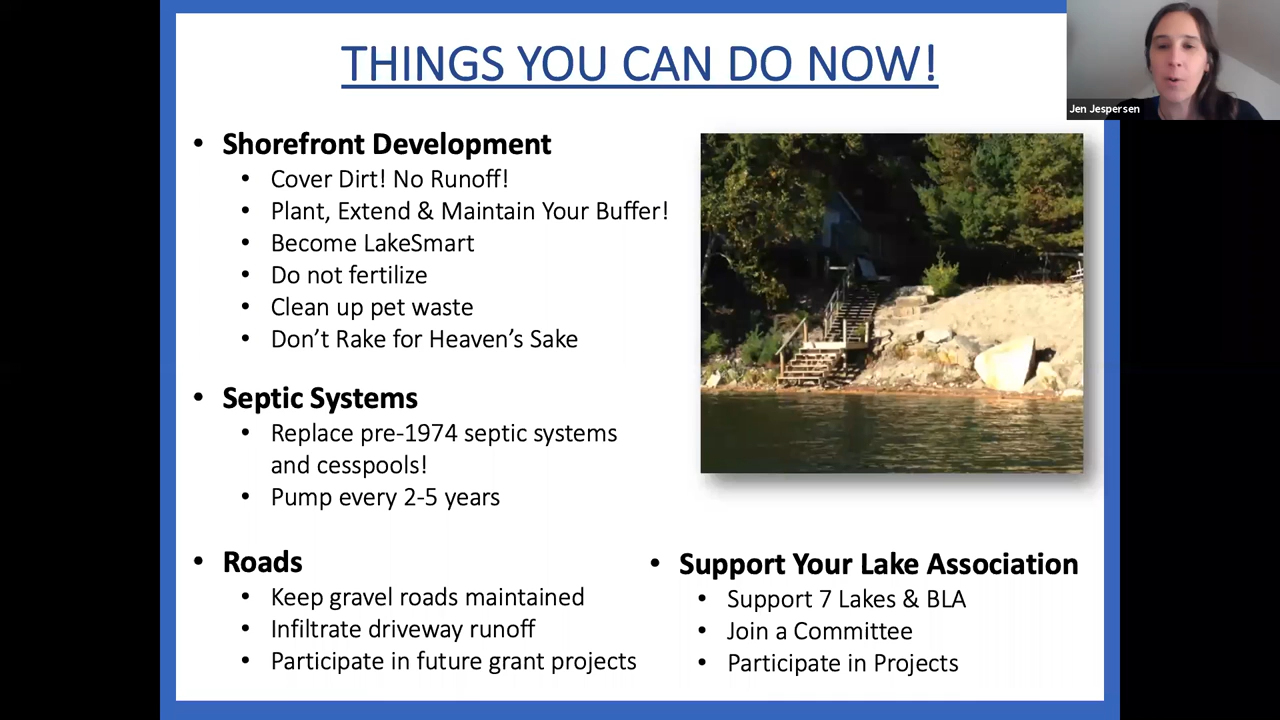 THINGS YOU CAN DO NOW!
Jen Jespersen
• Shorefront Development
• Cover Dirt! No Runoff!
• Plant, Extend & Maintain Your Buffer!
• Become LakeSmart
• Do not fertilize
• Clean up pet waste
• Don’t Rake for Heaven’s Sake
• Septic Systems
• Replace pre-1974 septic systems
and cesspools!
• Pump every 2-5 years
• Roads
• Keep gravel roads maintained
• Infiltrate driveway runoff
• Participate in future grant projects
• Support Your Lake Association
• Support 7 Lakes & BLA
• Join a Committee
• Participate in Projects